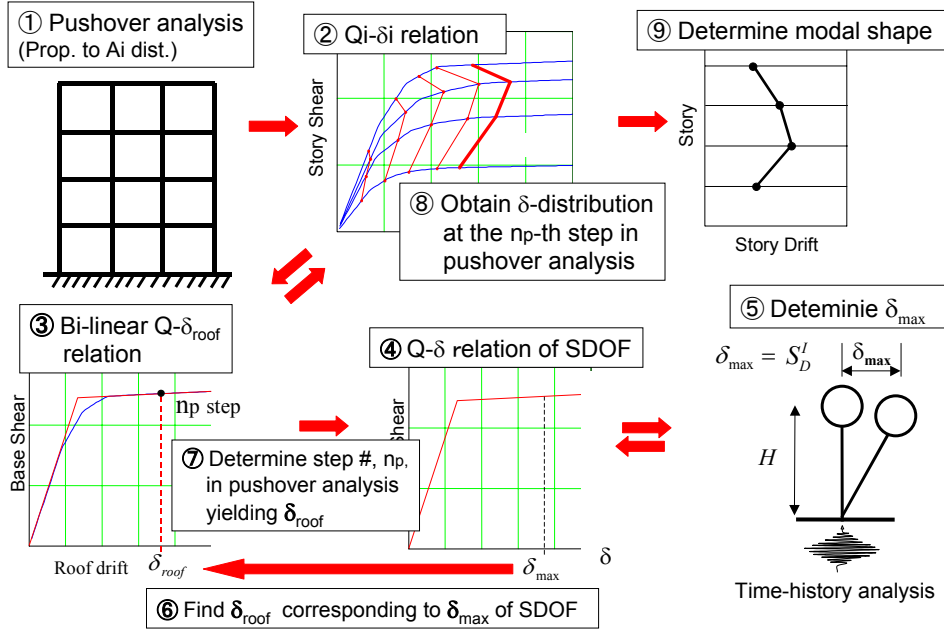 ① Pushover analysis
(Prop. to Ai dist.)
② Qi-δi relation
Story Shear
⑧ Obtain δ-distribution
at the nP-th step in
pushover analysis
⑨ Determine modal shape
Story
Story Drift
③ Bi-linear Q-δroof
relation
Base Shear
nP step
Roof drift
δroof
④ Q-δ relation of SDOF
Shear
δmax
δ
⑦ Determine step #, nP,
in pushover analysis
yielding δroof
⑤ Deteminie δmax
δmax = S_D^I
δmax
H
Time-history analysis
⑥ Find δroof corresponding to δmax of SDOF